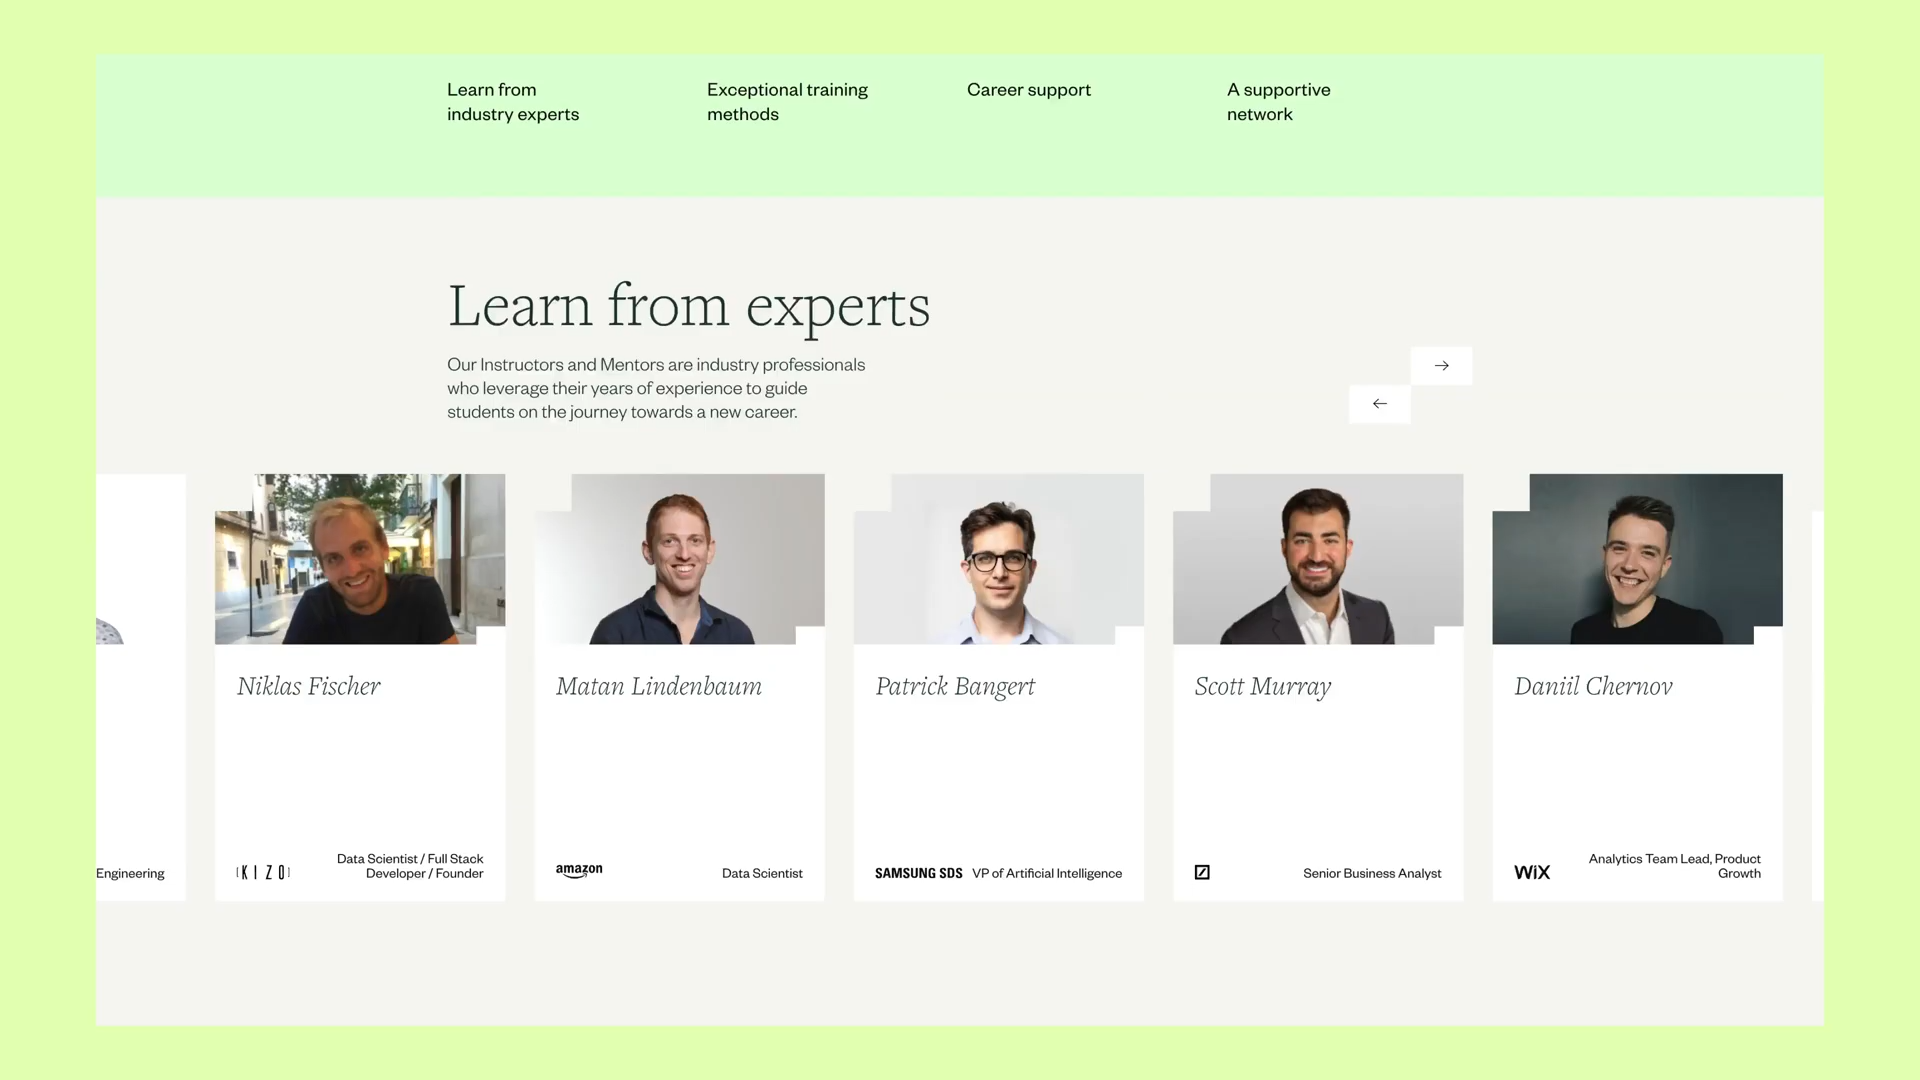 Learn from
industry experts
Exceptional training
methods
Career support
A supportive
network
Learn from experts
Our Instructors and Mentors are industry professionals
who leverage their years of experience to guide
students on the journey towards a new career.
Engineering
Niklas Fischer
[KIZO]
Data Scientist / Full Stack
Developer / Founder
Matan Lindenbaum
amazon
Data Scientist
Patrick Bangert
SAMSUNG SDS
VP of Artificial Intelligence
Scott Murray
Senior Business Analyst
Daniil Chernov
WiX
Analytics Team Lead, Product
Growth